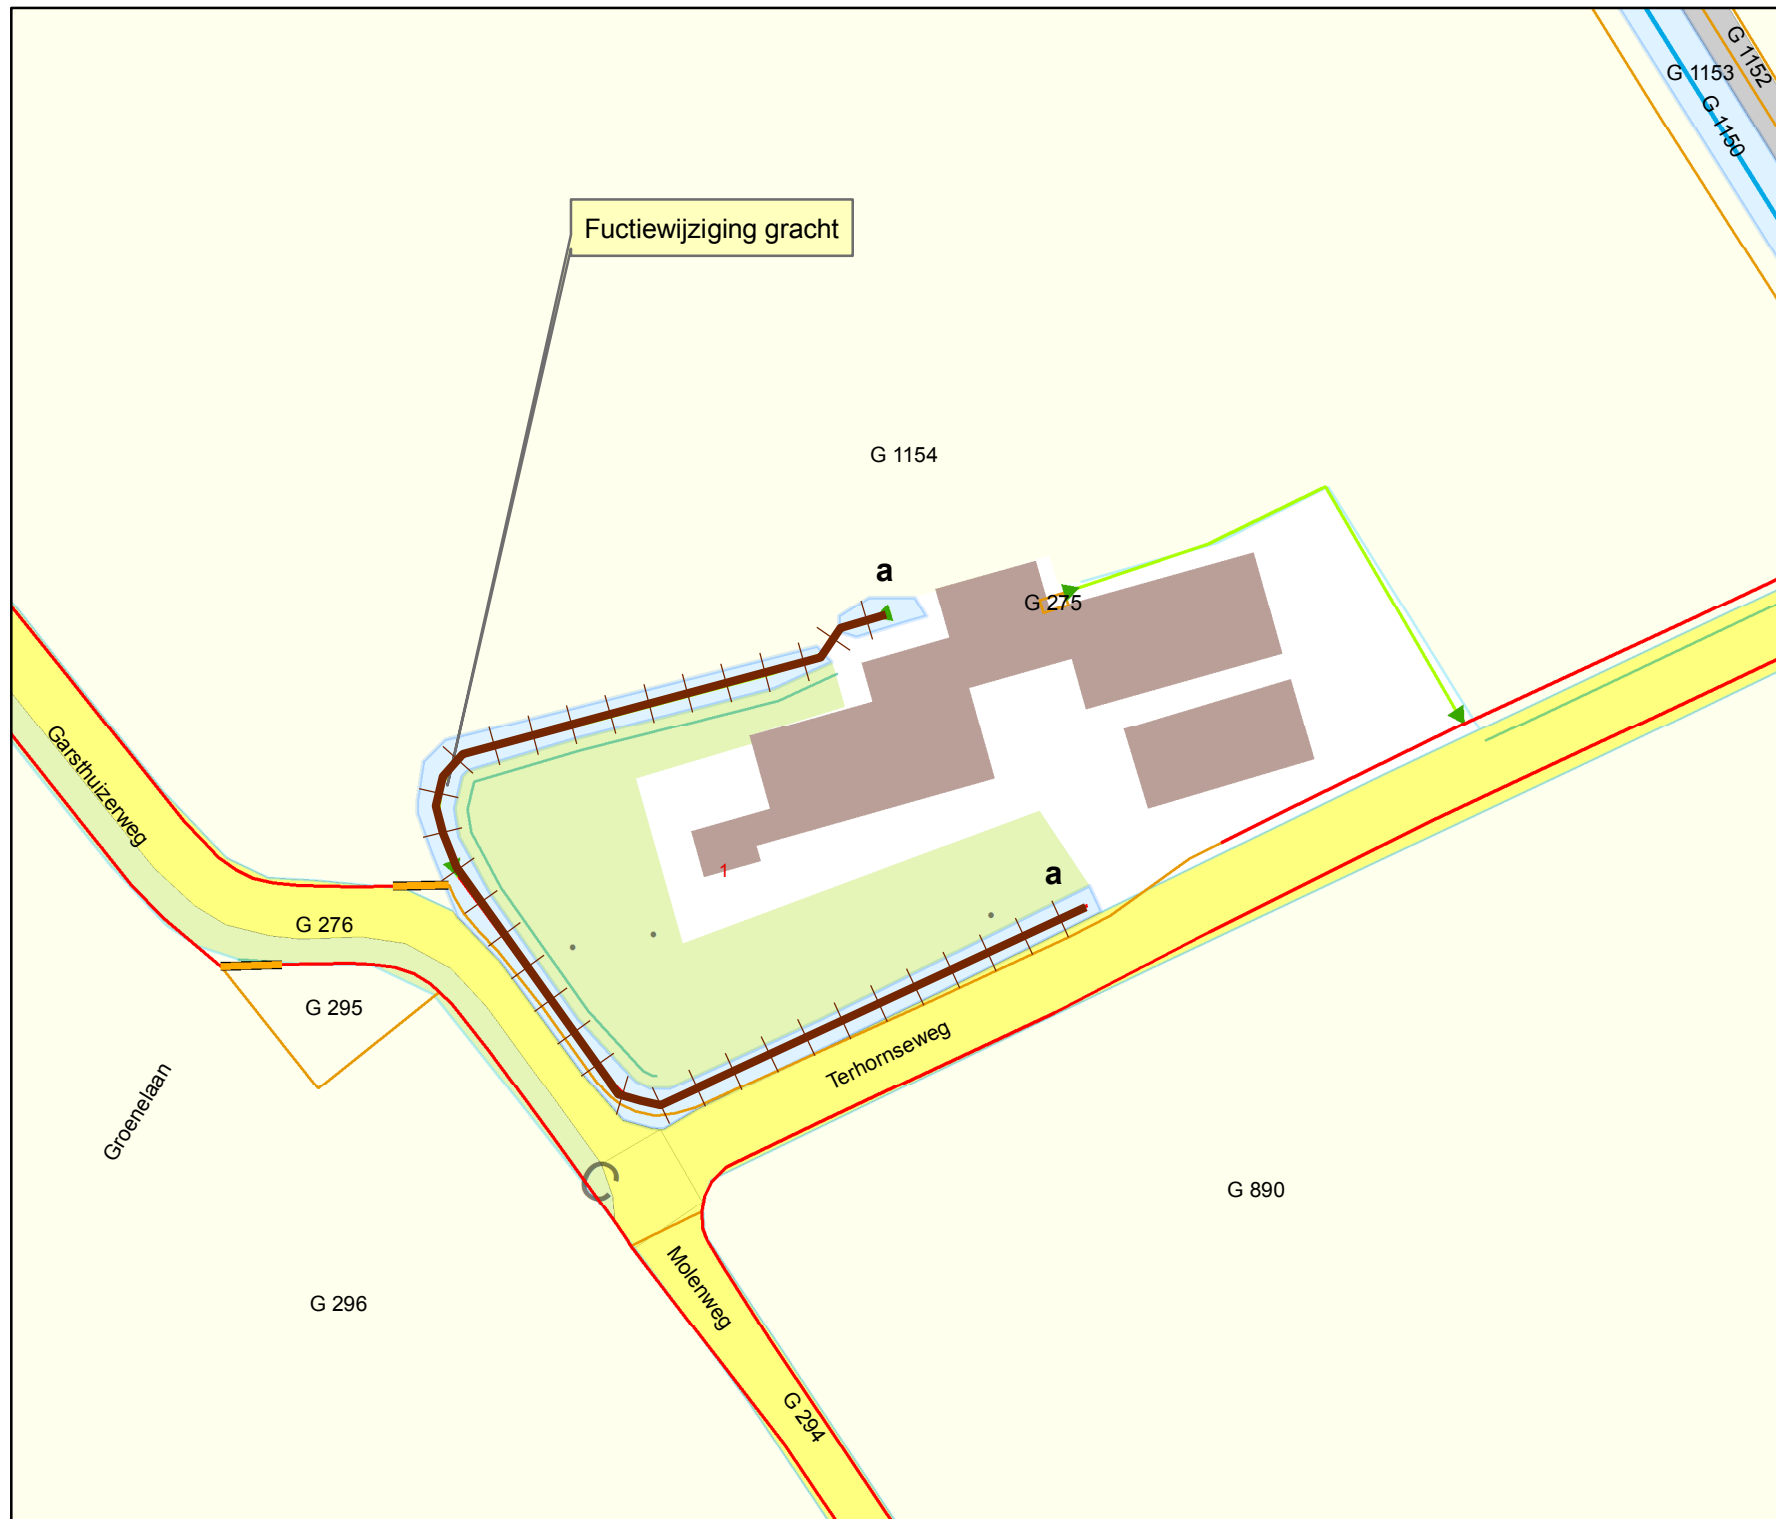 G 1152
G 1153
G 1150
Fuctiewijziging gracht
G 1154
a
G 275
Garsthuizerweg
1
a
G 276
G 295
Terhornseweg
Groenelaan
G 890
Molenweg
G 296
G 294